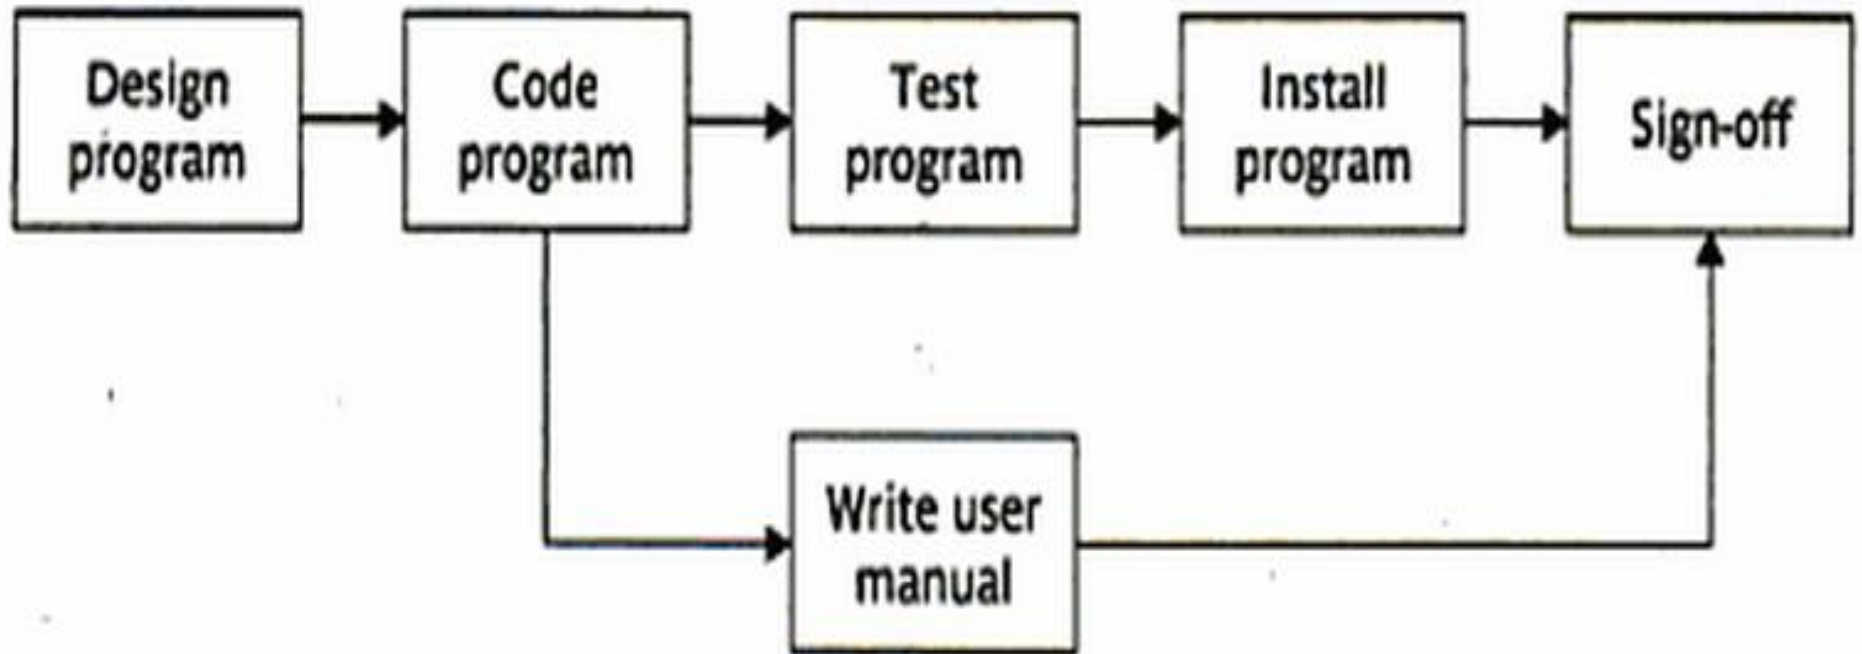 Design
program
Code
program
Test
program
Install
program
Sign-off
Write user
manual